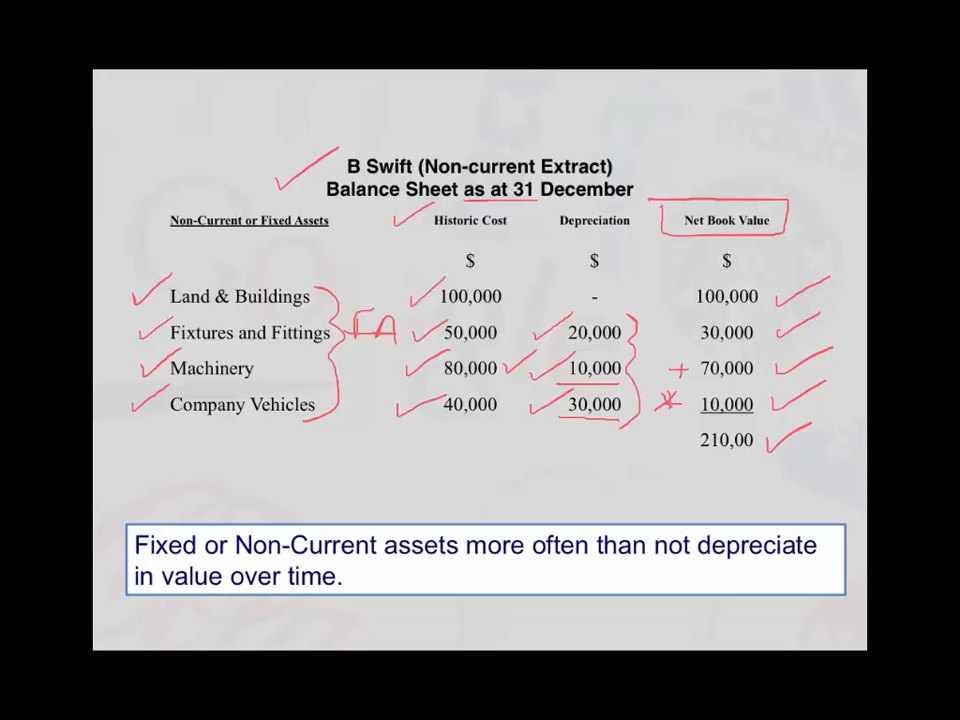 B Swift (Non-current Extract)
Balance Sheet as at 31 December
Non-Current or Fixed Assets Historic Cost Depreciation Net Book Value
$ $ $
Land & Buildings 100,000 - 100,000
Fixtures and Fittings FA 50,000 20,000 30,000
Machinery 80,000 10,000 + 70,000
Company Vehicles 40,000 30,000 10,000
210,00
Fixed or Non-Current assets more often than not depreciate
in value over time.